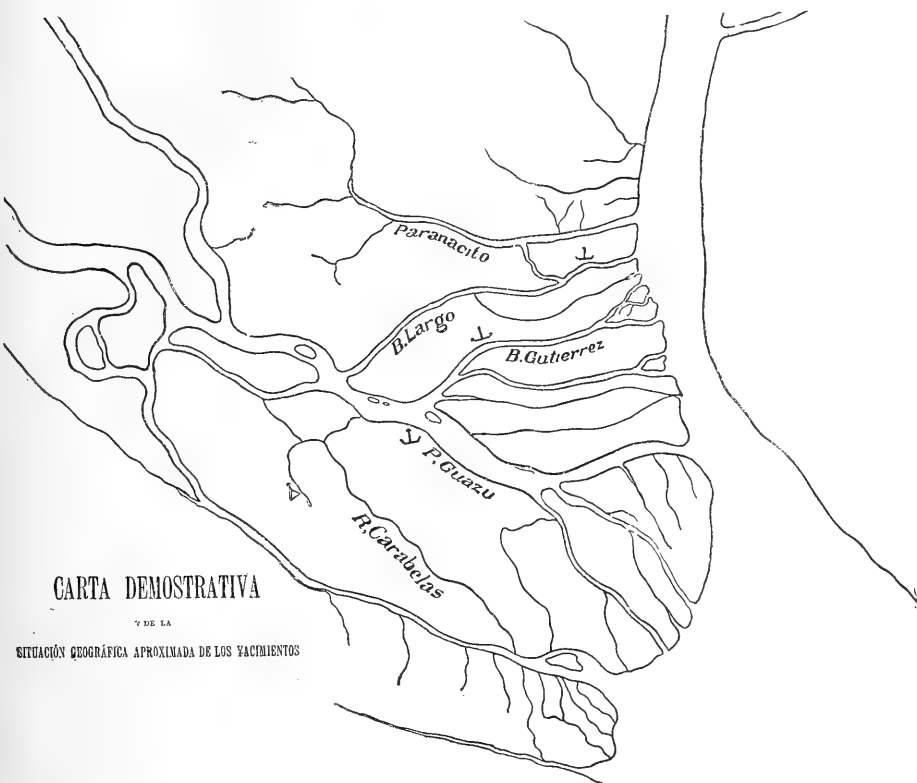 Paranacito
B. Largo
B. Gutierrez
P. Guazu
R. Carabelas
CARTA DEMOSTRATIVA
Y DE LA
SITUACIÓN GEOGRÁFICA APROXIMADA DE LOS YACIMIENTOS